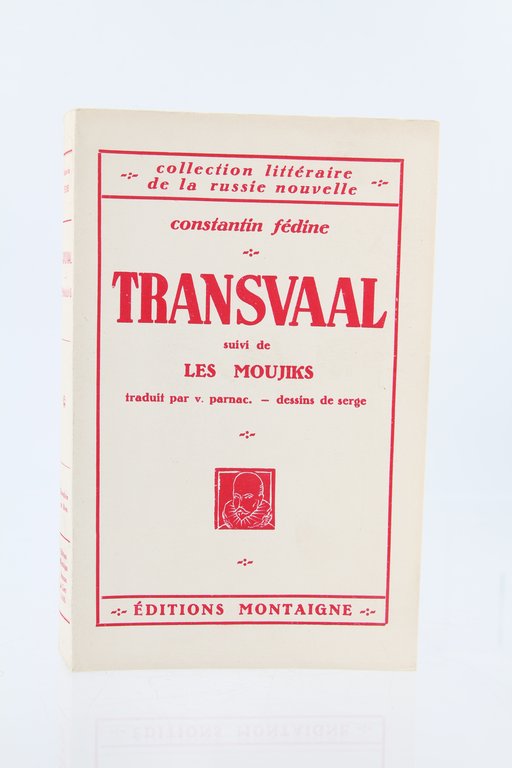 -:- collection littéraire -:-
de la russie nouvelle
constantin fédine
-:-
TRANSVAAL
suivi de
LES MOUJIKS
traduit par v. parnac. — dessins de serge
-:-
-:-
-:- ÉDITIONS MONTAIGNE -:-